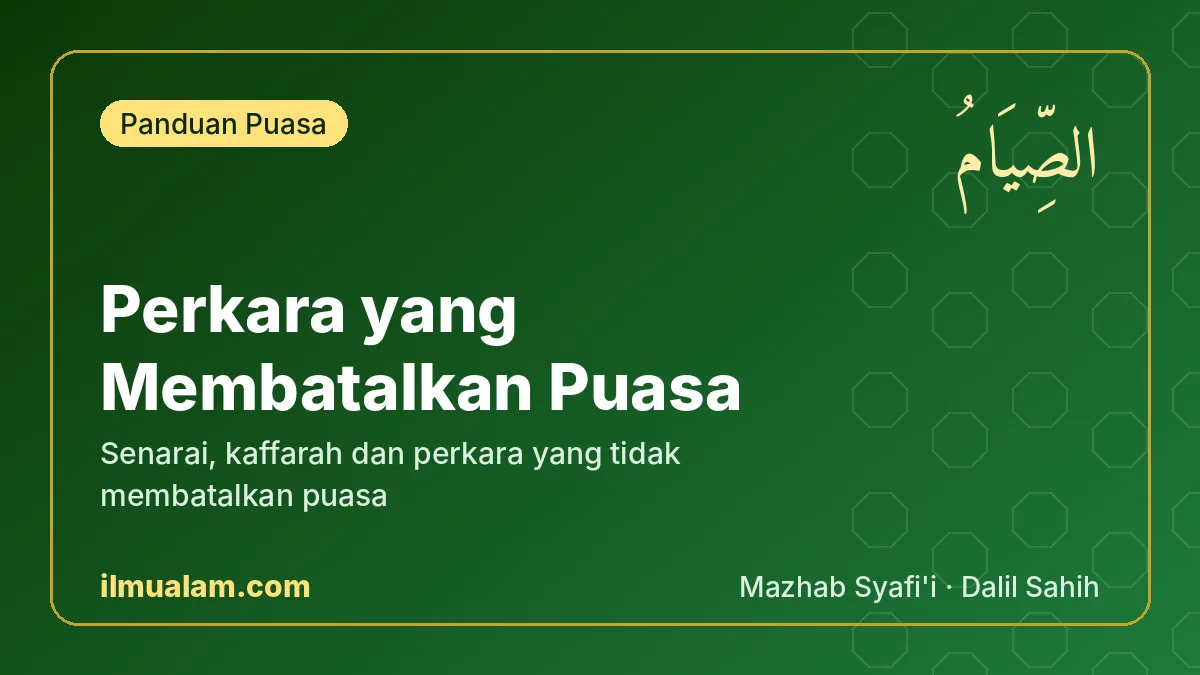 Panduan Puasa
الصِّيَامُ
Perkara yang
Membatalkan Puasa
Senarai, kaffarah dan perkara yang tidak
membatalkan puasa
ilmualam.com
Mazhab Syafi'i · Dalil Sahih